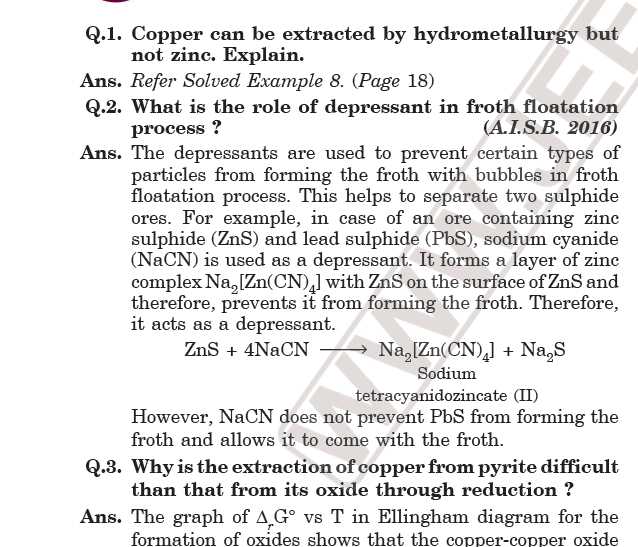 Q.1. Copper can be extracted by hydrometallurgy but
not zinc. Explain.
Ans. Refer Solved Example 8. (Page 18)
Q.2. What is the role of depressant in froth floatation
process ? (A.I.S.B. 2016)
Ans. The depressants are used to prevent certain types of
particles from forming the froth with bubbles in froth
floatation process. This helps to separate two sulphide
ores. For example, in case of an ore containing zinc
sulphide (ZnS) and lead sulphide (PbS), sodium cyanide
(NaCN) is used as a depressant. It forms a layer of zinc
complex Na₂[Zn(CN)₄] with ZnS on the surface of ZnS and
therefore, prevents it from forming the froth. Therefore,
it acts as a depressant.
ZnS + 4NaCN ⟶ Na₂[Zn(CN)₄] + Na₂S
Sodium
tetracyanidozincate (II)
However, NaCN does not prevent PbS from forming the
froth and allows it to come with the froth.
Q.3. Why is the extraction of copper from pyrite difficult
than that from its oxide through reduction ?
Ans. The graph of ΔᵣG° vs T in Ellingham diagram for the
formation of oxides shows that the copper-copper oxide
WWW.JEE